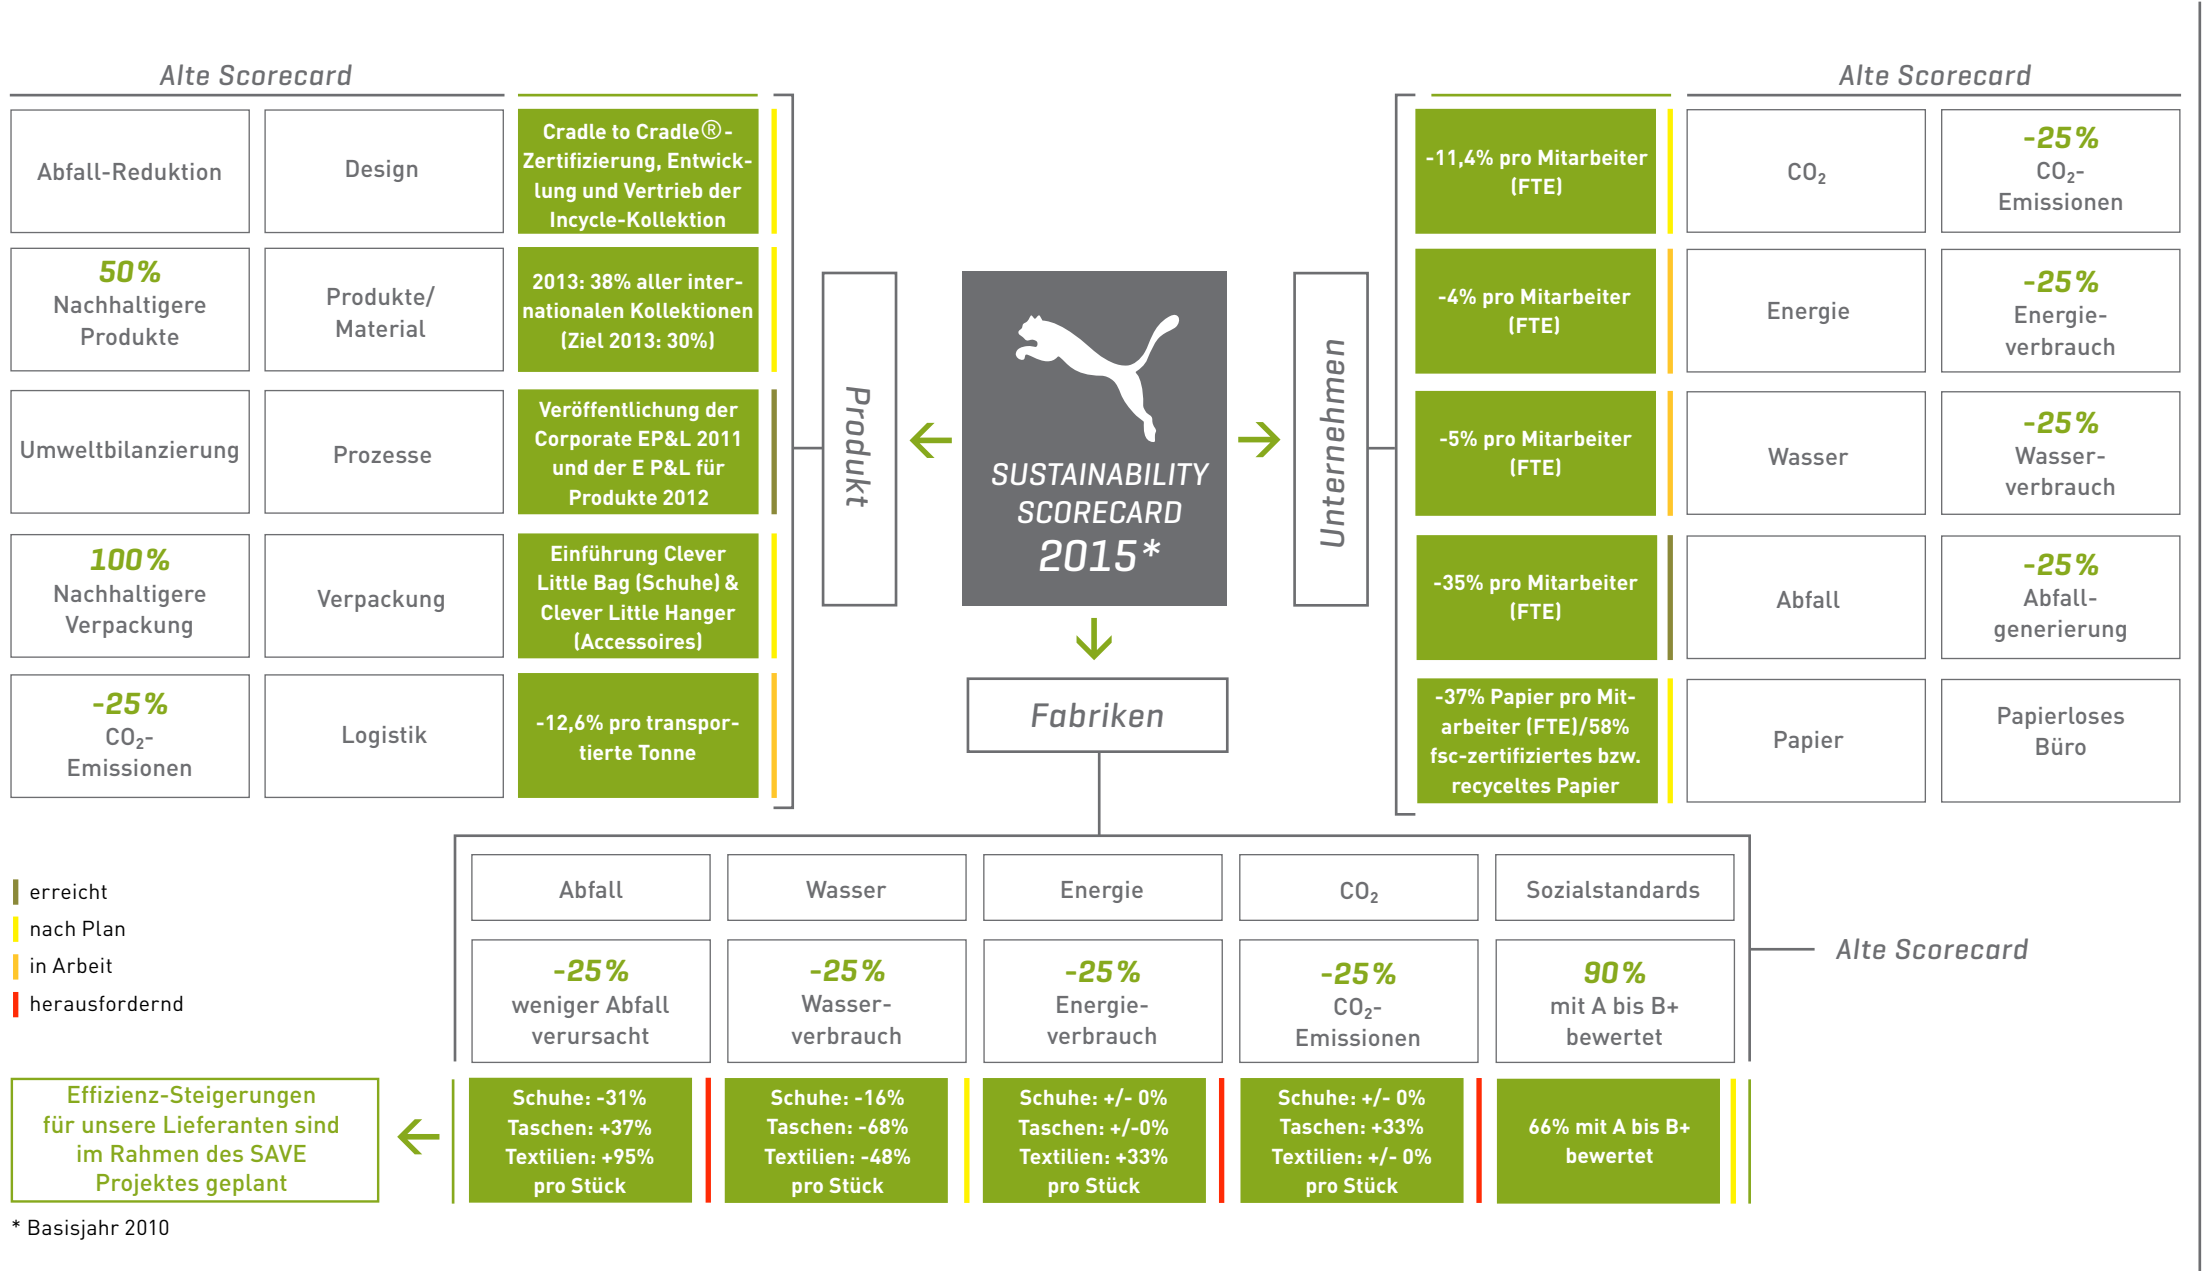 Alte Scorecard
Abfall-Reduktion
Design
Cradle to Cradle®-
Zertifizierung, Entwick-
lung und Vertrieb der
Incycle-Kollektion
50%
Nachhaltigere
Produkte
Produkte/
Material
2013: 38% aller inter-
nationalen Kollektionen
(Ziel 2013: 30%)
Umweltbilanzierung
Prozesse
Veröffentlichung der
Corporate EP&L 2011
und der E P&L für
Produkte 2012
100%
Nachhaltigere
Verpackung
Verpackung
Einführung Clever
Little Bag (Schuhe) &
Clever Little Hanger
(Accessoires)
-25%
CO₂-
Emissionen
Logistik
-12,6% pro transpor-
tierte Tonne
Produkt
SUSTAINABILITY
SCORECARD
2015*
Unternehmen
Alte Scorecard
-11,4% pro Mitarbeiter
(FTE)
CO₂
-25%
CO₂-
Emissionen
-4% pro Mitarbeiter
(FTE)
Energie
-25%
Energie-
verbrauch
-5% pro Mitarbeiter
(FTE)
Wasser
-25%
Wasser-
verbrauch
-35% pro Mitarbeiter
(FTE)
Abfall
-25%
Abfall-
generierung
-37% Papier pro Mit-
arbeiter (FTE)/58%
fsc-zertifiziertes bzw.
recyceltes Papier
Papier
Papierloses
Büro
Fabriken
Abfall
Wasser
Energie
CO₂
Sozialstandards
-25%
weniger Abfall
verursacht
-25%
Wasser-
verbrauch
-25%
Energie-
verbrauch
-25%
CO₂-
Emissionen
90%
mit A bis B+
bewertet
Alte Scorecard
Schuhe: -31%
Taschen: +37%
Textilien: +95%
pro Stück
Schuhe: -16%
Taschen: -68%
Textilien: -48%
pro Stück
Schuhe: +/- 0%
Taschen: +/-0%
Textilien: +33%
pro Stück
Schuhe: +/- 0%
Taschen: +33%
Textilien: +/- 0%
pro Stück
66% mit A bis B+
bewertet
erreicht
nach Plan
in Arbeit
herausfordernd
Effizienz-Steigerungen
für unsere Lieferanten sind
im Rahmen des SAVE
Projektes geplant
* Basisjahr 2010